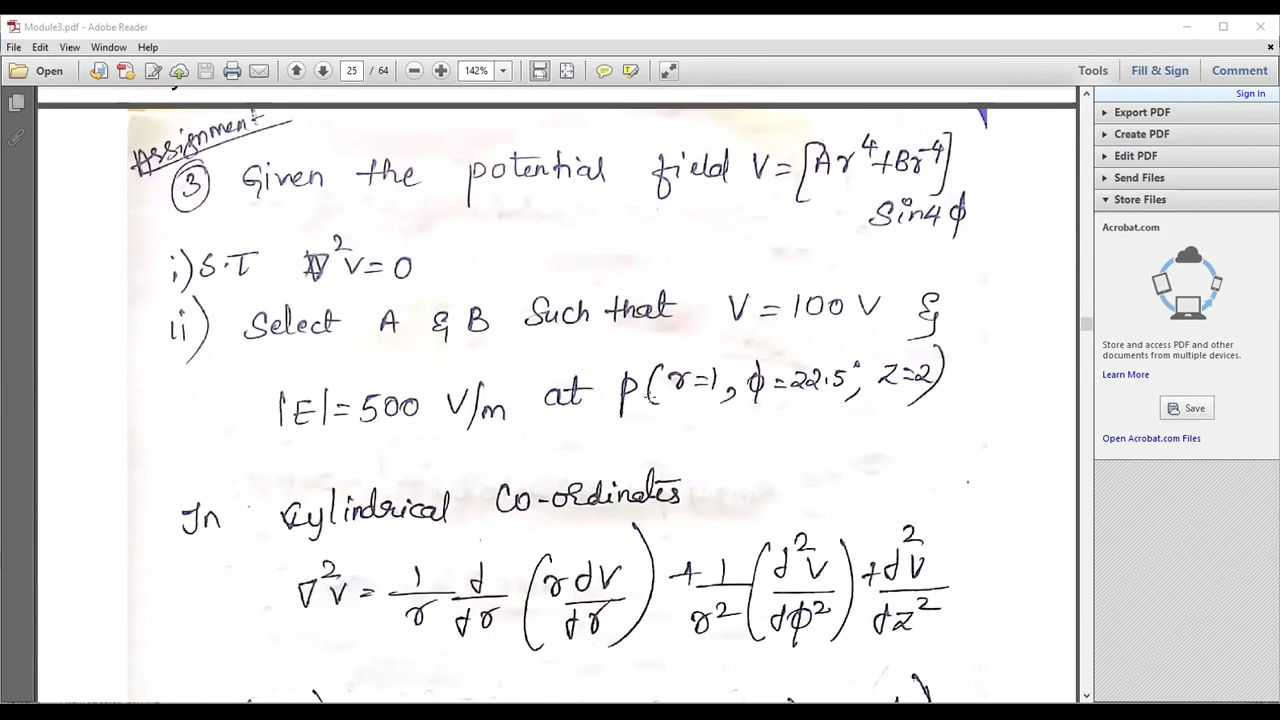 Module3.pdf - Adobe Reader
File Edit View Window Help
Open 25 / 64 142% Tools Fill & Sign Comment
Sign In
Export PDF
Create PDF
Edit PDF
Send Files
Store Files
Acrobat.com
Store and access PDF and other
documents from multiple devices.
Learn More
Save
Open Acrobat.com Files
Assignment
③ Given the potential field V = [Ar⁴+Br⁻⁴]
Sin4ϕ
i) S.T ∇²V = 0
ii) Select A & B Such that V = 100 V &
|E| = 500 V/m at P(r=1, ϕ=22.5°, z=2)
In Cylindrical Co-ordinates
∇²V = 1/r d/dr (r dV/dr) + 1/r² (d²V/dϕ²) + d²V/dz²